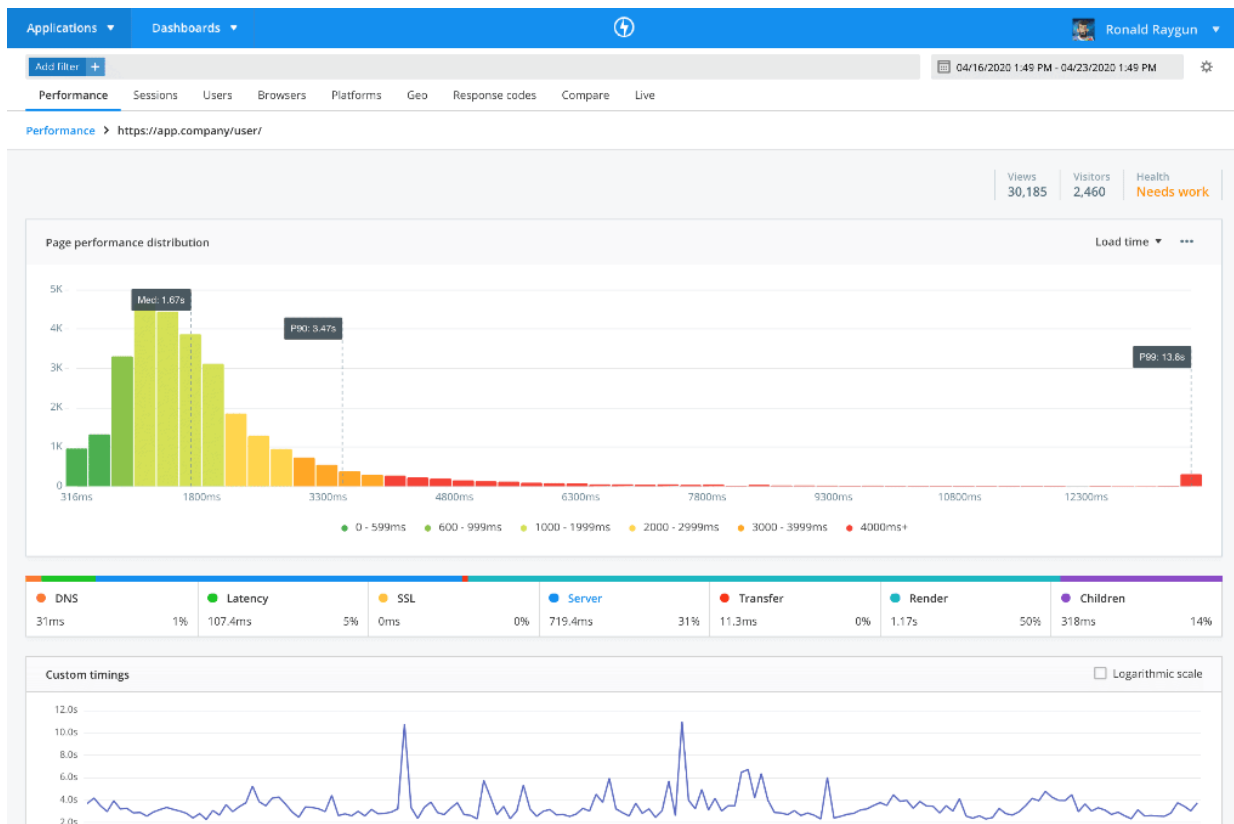 Applications ▼ Dashboards ▼ Ronald Raygun ▼
Add filter + 04/16/2020 1:49 PM - 04/23/2020 1:49 PM
Performance Sessions Users Browsers Platforms Geo Response codes Compare Live
Performance > https://app.company/user/
Views Visitors Health
30,185 2,460 Needs work
Page performance distribution Load time ▼ •••
5K
Med: 1.67s
4K
P90: 3.47s
3K
P99: 13.8s
2K
1K
0
316ms 1800ms 3300ms 4800ms 6300ms 7800ms 9300ms 10800ms 12300ms
0 - 599ms 600 - 999ms 1000 - 1999ms 2000 - 2999ms 3000 - 3999ms 4000ms+
DNS Latency SSL Server Transfer Render Children
31ms 1% 107.4ms 5% 0ms 0% 719.4ms 31% 11.3ms 0% 1.17s 50% 318ms 14%
Custom timings Logarithmic scale
12.0s
10.0s
8.0s
6.0s
4.0s
2.0s